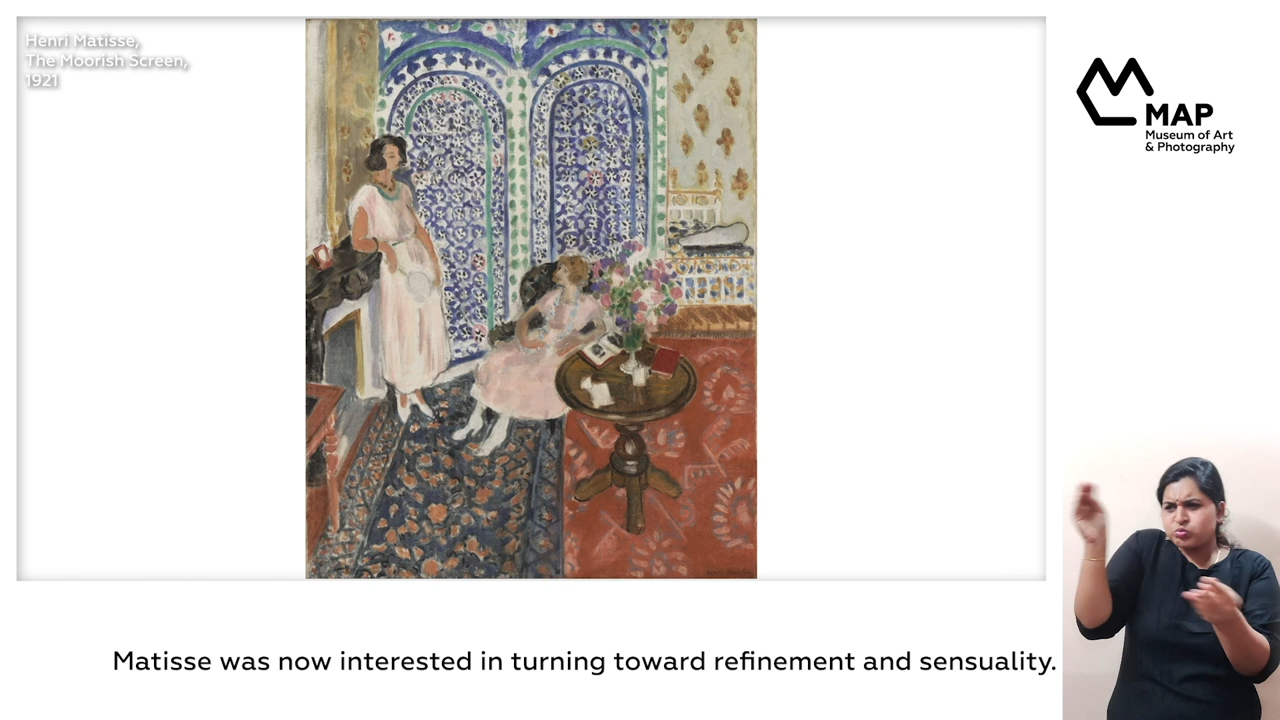 Henri Matisse,
The Moorish Screen,
1921
MAP
Museum of Art
& Photography
Matisse was now interested in turning toward refinement and sensuality.